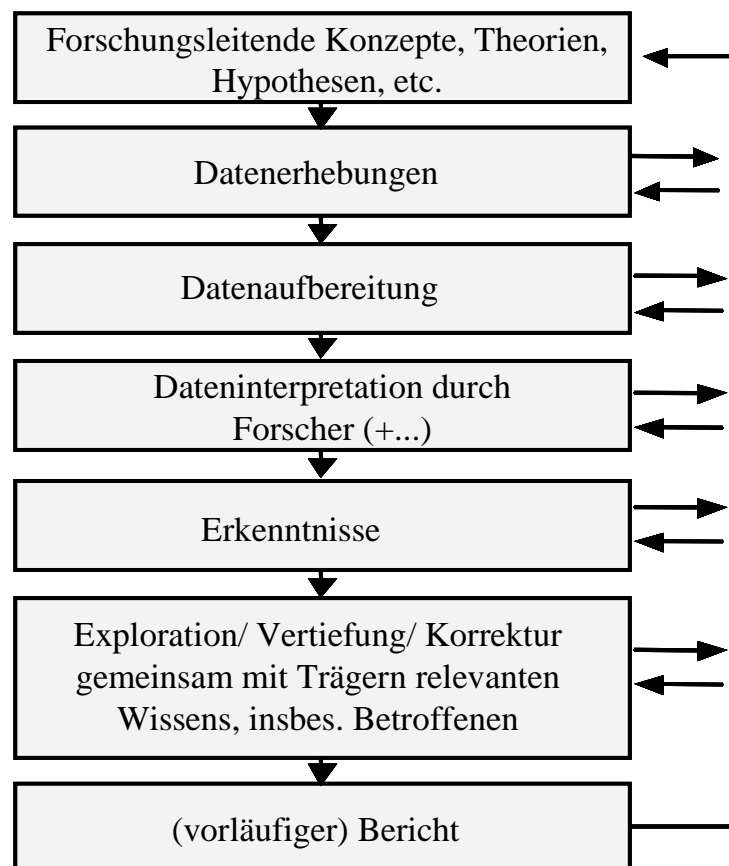 Forschungsleitende Konzepte, Theorien,
Hypothesen, etc.
Datenerhebungen
Datenaufbereitung
Dateninterpretation durch
Forscher (+...)
Erkenntnisse
Exploration/ Vertiefung/ Korrektur
gemeinsam mit Trägern relevanten
Wissens, insbes. Betroffenen
(vorläufiger) Bericht